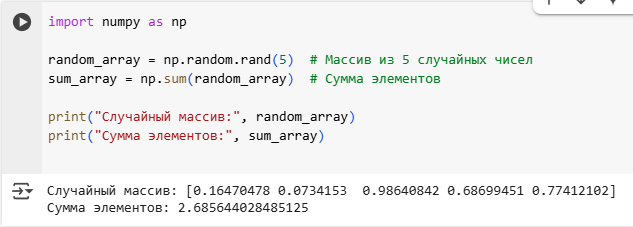 import numpy as np
random_array = np.random.rand(5)  # Массив из 5 случайных чисел
sum_array = np.sum(random_array)  # Сумма элементов
print("Случайный массив:", random_array)
print("Сумма элементов:", sum_array)
Случайный массив: [0.16470478 0.0734153  0.98640842 0.68699451 0.77412102]
Сумма элементов: 2.685644028485125